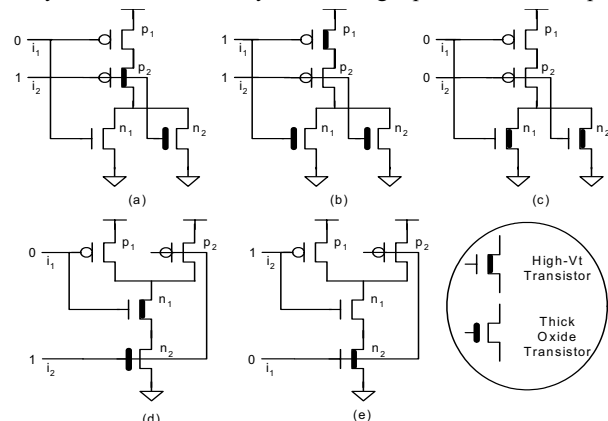 0
i1
p1
1
i2
p2
n1
n2
(a)
1
i1
p1
1
i2
p2
n1
n2
(b)
0
i1
p1
0
i2
p2
n1
n2
(c)
0
i1
p1
p2
n1
1
i2
n2
(d)
1
i2
p1
p2
n1
0
i1
n2
(e)
High-Vt
Transistor
Thick
Oxide
Transistor